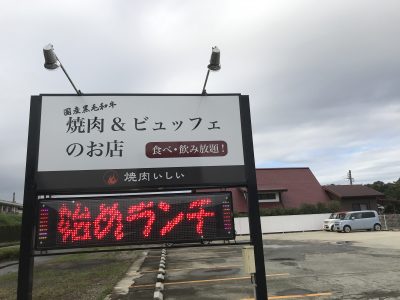 国産黒毛和牛
焼肉 & ビュッフェ
のお店
食べ・飲み放題!
焼肉いしい
始めランチ